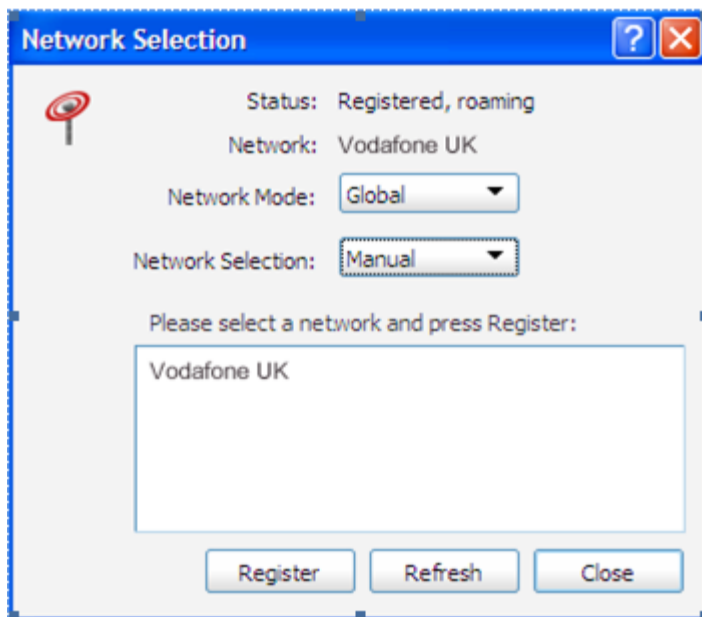 Network Selection
Status: Registered, roaming
Network: Vodafone UK
Network Mode: Global
Network Selection: Manual
Please select a network and press Register:
Vodafone UK
Register Refresh Close